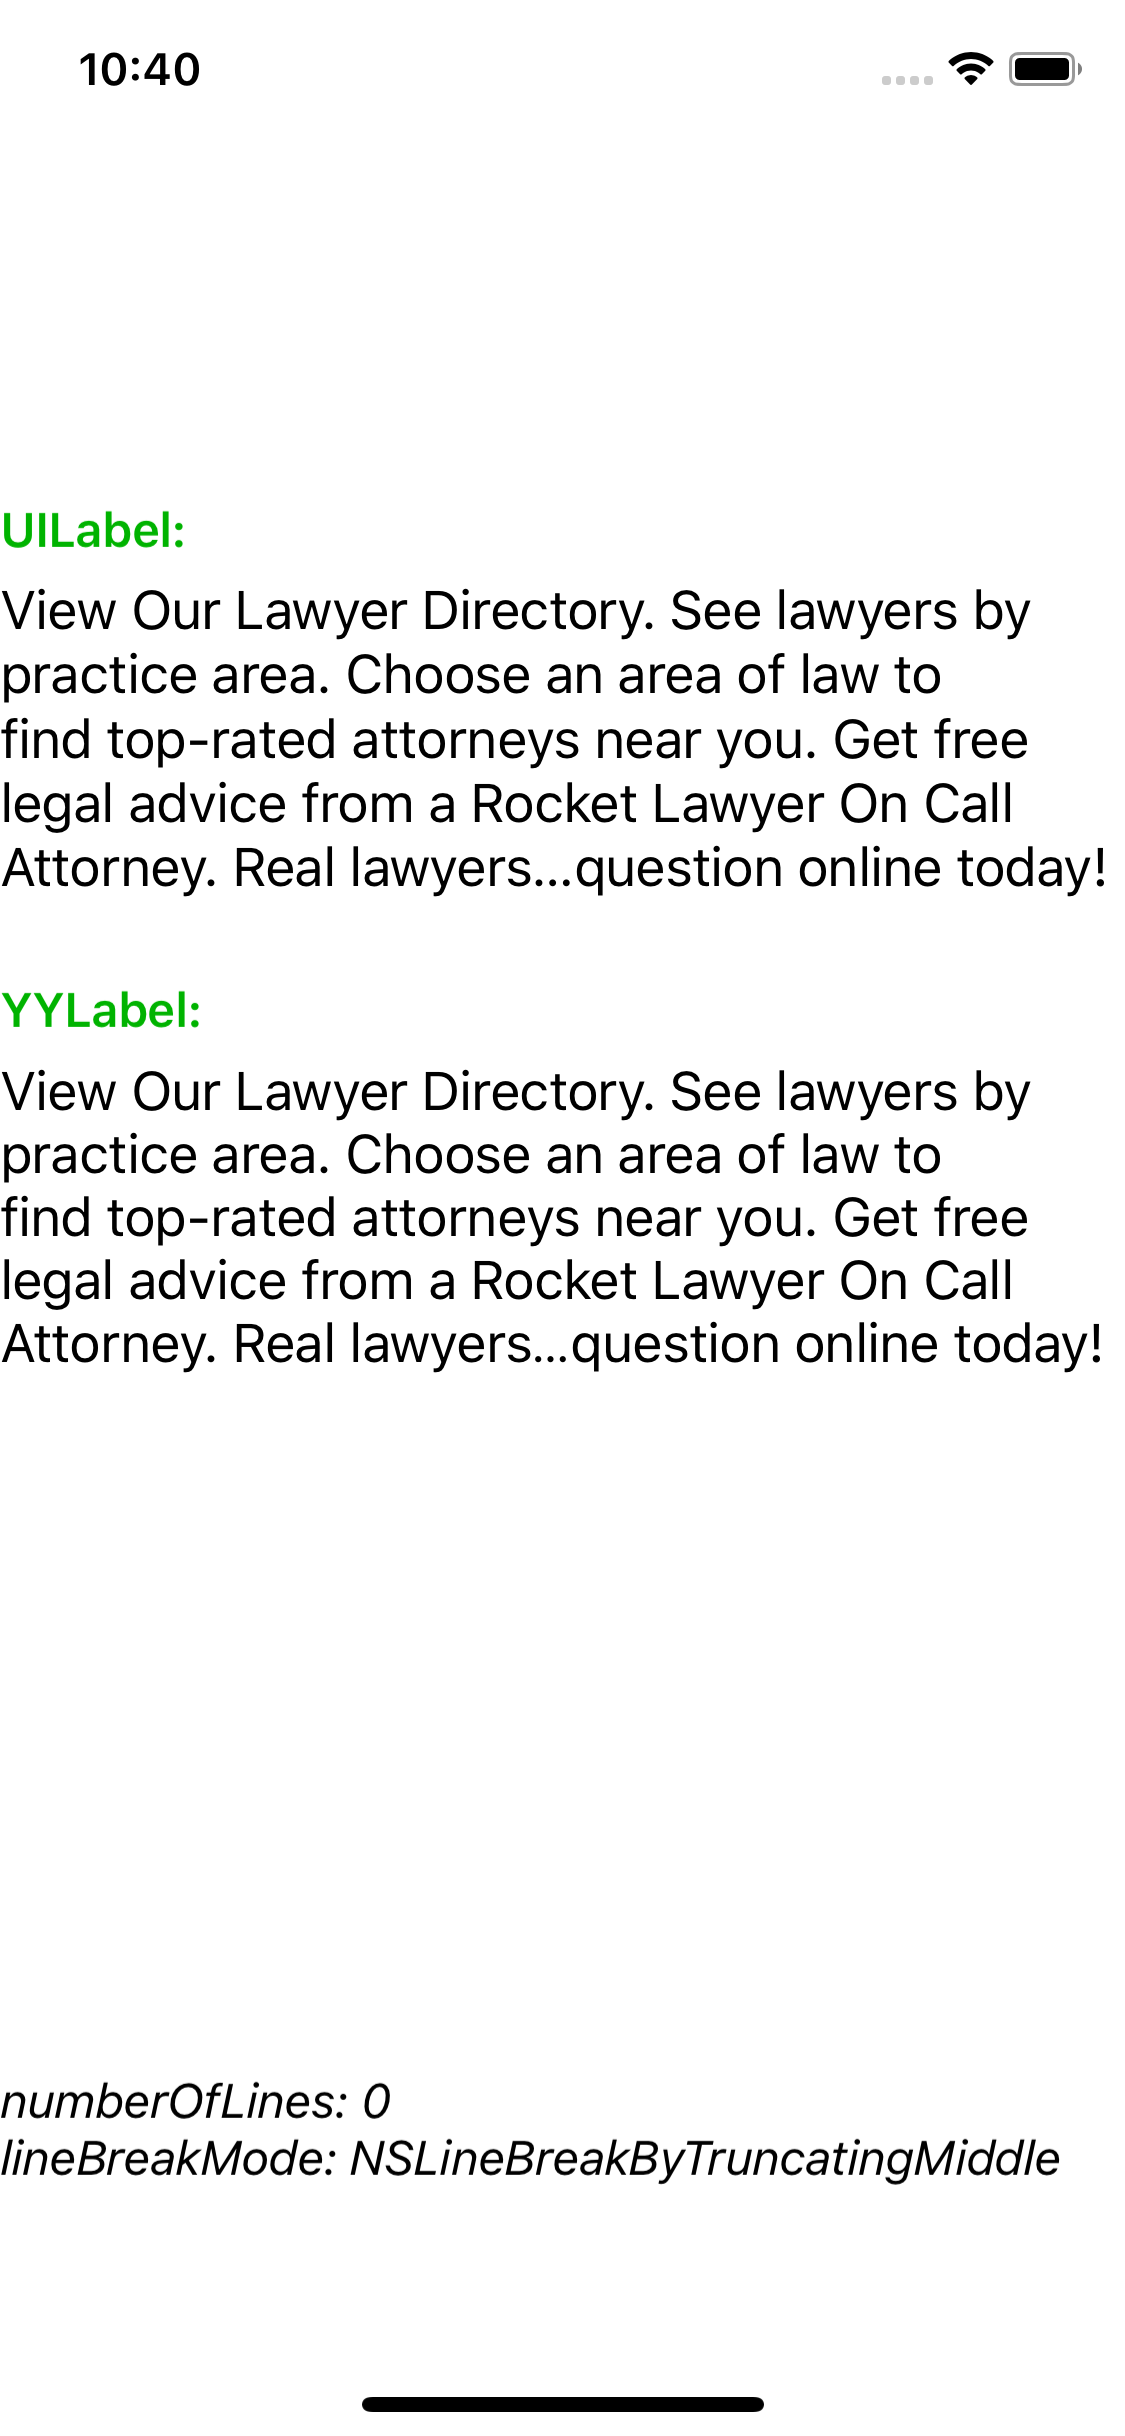 10:40
UILabel:
View Our Lawyer Directory. See lawyers by
practice area. Choose an area of law to
find top-rated attorneys near you. Get free
legal advice from a Rocket Lawyer On Call
Attorney. Real lawyers...question online today!
YYLabel:
View Our Lawyer Directory. See lawyers by
practice area. Choose an area of law to
find top-rated attorneys near you. Get free
legal advice from a Rocket Lawyer On Call
Attorney. Real lawyers...question online today!
numberOfLines: 0
lineBreakMode: NSLineBreakByTruncatingMiddle